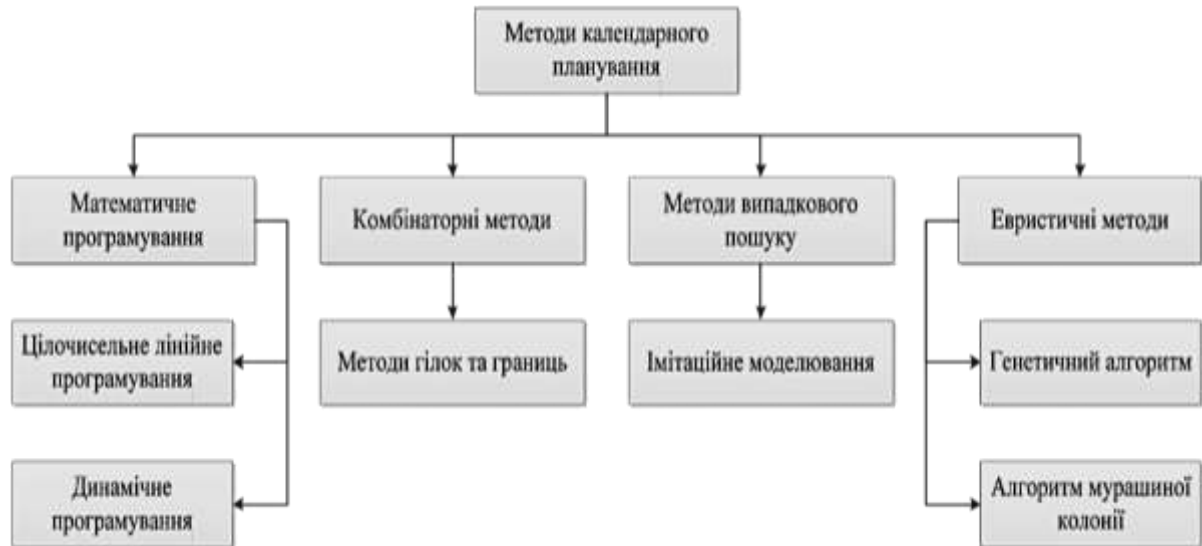 Методи календарного
планування
Математичне
програмування
Комбінаторні методи
Методи випадкового
пошуку
Евристичні методи
Цілочисельне лінійне
програмування
Методи гілок та границь
Імітаційне моделювання
Генетичний алгоритм
Динамічне
програмування
Алгоритм мурашиної
колонії